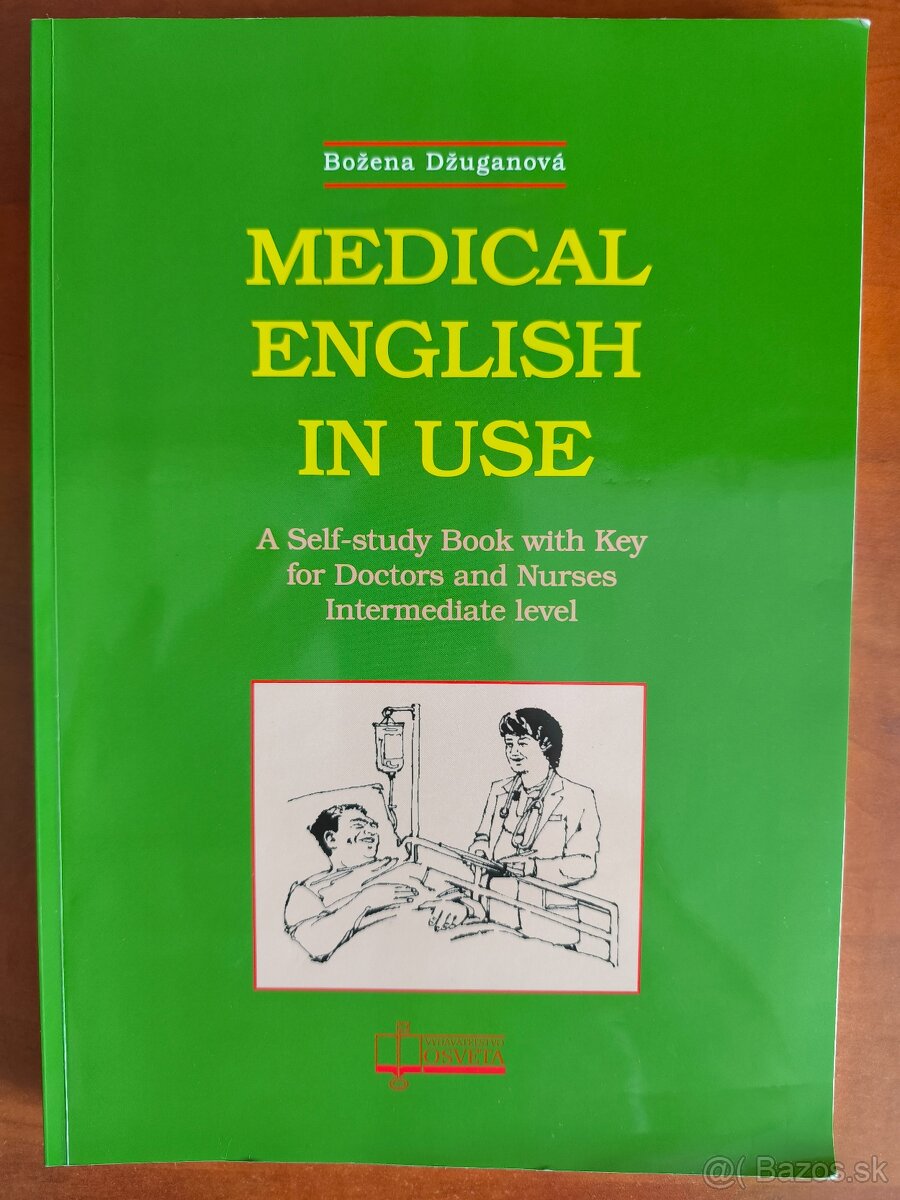 Božena Džuganová
MEDICAL
ENGLISH
IN USE
A Self-study Book with Key
for Doctors and Nurses
Intermediate level
VYDAVATEĽSTVO
OSVETA
@( Bazos.sk